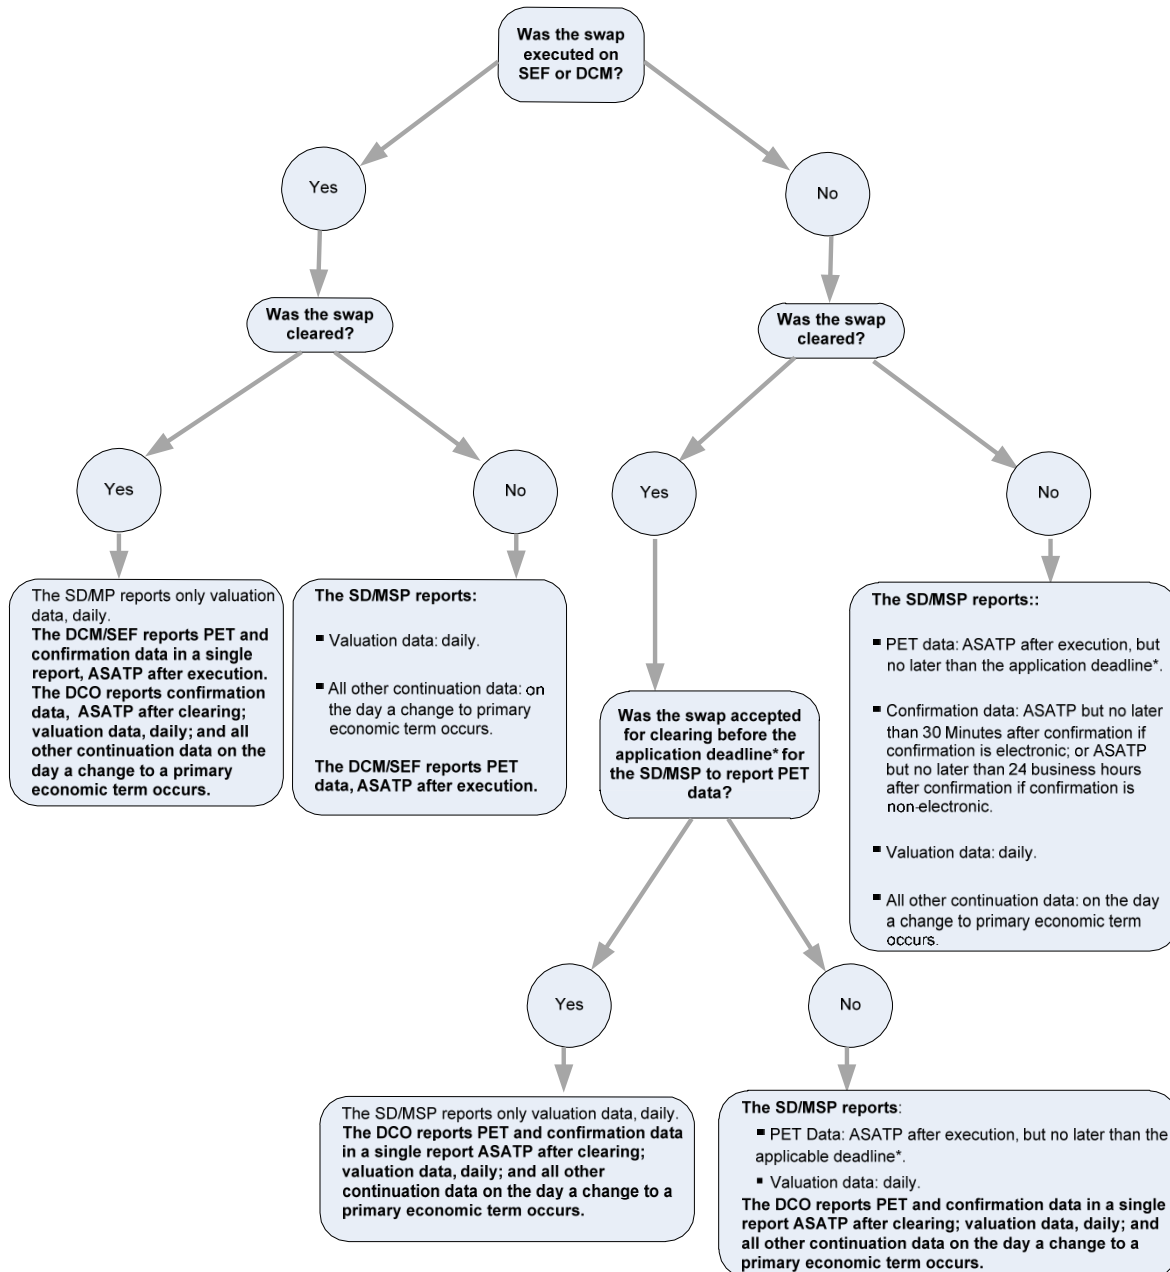 Was the swap
executed on
SEF or DCM?
Yes
No
Was the swap
cleared?
Was the swap
cleared?
Yes
No
Yes
No
The SD/MP reports only valuation
data, daily.
The DCM/SEF reports PET and
confirmation data in a single
report, ASATP after execution.
The DCO reports confirmation
data, ASATP after clearing;
valuation data, daily; and all
other continuation data on the
day a change to a primary
economic term occurs.
The SD/MSP reports:
▪ Valuation data: daily.
▪ All other continuation data: on
the day a change to primary
economic term occurs.
The DCM/SEF reports PET
data, ASATP after execution.
Was the swap accepted
for clearing before the
application deadline* for
the SD/MSP to report PET
data?
The SD/MSP reports::
▪ PET data: ASATP after execution, but
no later than the application deadline*.
▪ Confirmation data: ASATP but no later
than 30 Minutes after confirmation if
confirmation is electronic; or ASATP
but no later than 24 business hours
after confirmation if confirmation is
non-electronic.
▪ Valuation data: daily.
▪ All other continuation data: on the day
a change to primary economic term
occurs.
Yes
No
The SD/MSP reports only valuation data, daily.
The DCO reports PET and confirmation data
in a single report ASATP after clearing;
valuation data, daily; and all other
continuation data on the day a change to a
primary economic term occurs.
The SD/MSP reports:
▪ PET Data: ASATP after execution, but no later than the
applicable deadline*.
▪ Valuation data: daily.
The DCO reports PET and confirmation data in a single
report ASATP after clearing; valuation data, daily; and
all other continuation data on the day a change to a
primary economic term occurs.